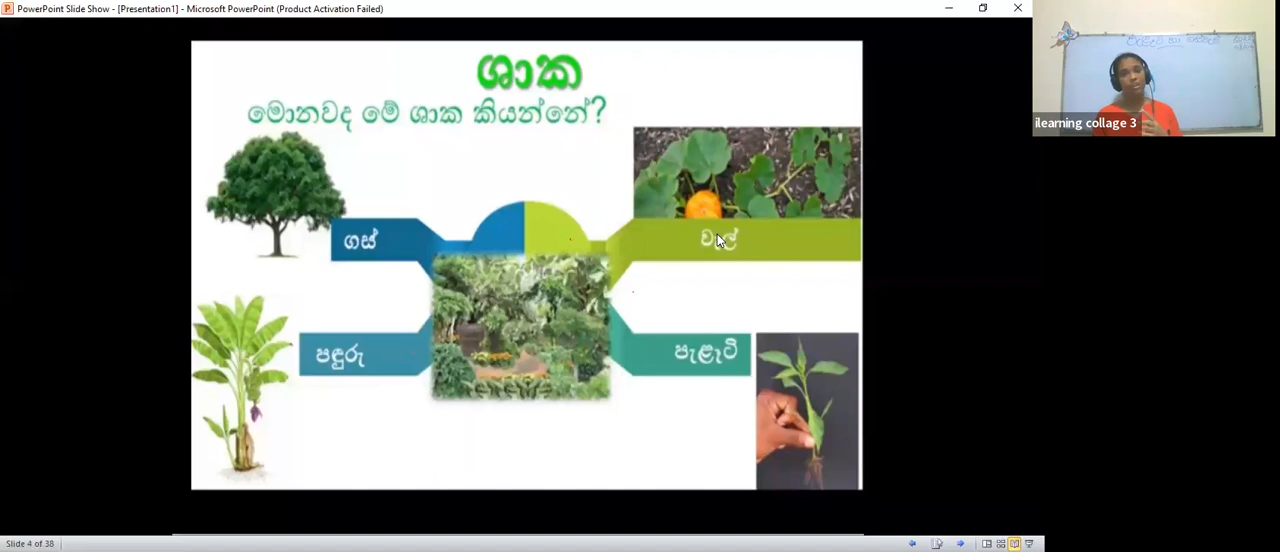 PowerPoint Slide Show - [Presentation1] - Microsoft PowerPoint (Product Activation Failed)
ශාක
මොනවද මේ ශාක කියන්නේ?
ගස්
වැල්
පඳුරු
පැළෑටි
ilearning collage 3
Slide 4 of 38